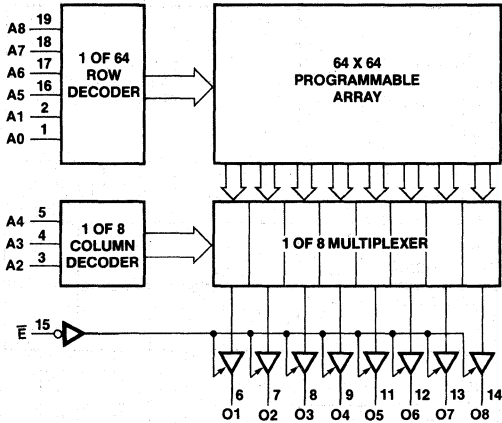 A8 19
A7 18
A6 17
A5 16
A1 2
A0 1
1 OF 64
ROW
DECODER
64 X 64
PROGRAMMABLE
ARRAY
A4 5
A3 4
A2 3
1 OF 8
COLUMN
DECODER
1 OF 8 MULTIPLEXER
E̅ 15
6 7 8 9 11 12 13 14
O1 O2 O3 O4 O5 O6 O7 O8